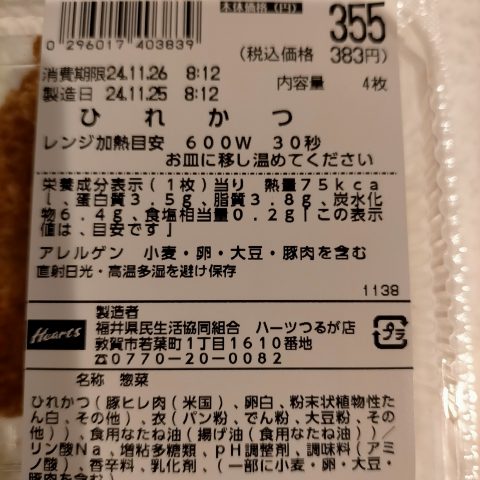 本体価格(円) 355
0 296017 403839
(税込価格 383円)
消費期限24.11.26 8:12
内容量 4枚
製造日 24.11.25 8:12
ひれかつ
レンジ加熱目安 600W 30秒
お皿に移し温めてください
栄養成分表示(1枚)当り 熱量75kca
l、蛋白質3.5g、脂質3.8g、炭水化
物6.4g、食塩相当量0.2g「この表示
値は、目安です」
アレルゲン 小麦・卵・大豆・豚肉を含む
直射日光・高温多湿を避け保存
1138
製造者
Hearts 福井県民生活協同組合 ハーツつるが店
敦賀市若葉町1丁目1610番地
☎0770-20-0082
プラ
名称 惣菜
ひれかつ(豚ヒレ肉(米国)、卵白、粉末状植物性た
ん白、その他)、衣(パン粉、でん粉、大豆粉、その
他)、食用なたね油(揚げ油(食用なたね油))/
リン酸Na、増粘多糖類、pH調整剤、調味料(アミ
ノ酸)、香辛料、乳化剤、(一部に小麦・卵・大豆・
豚肉を含む)